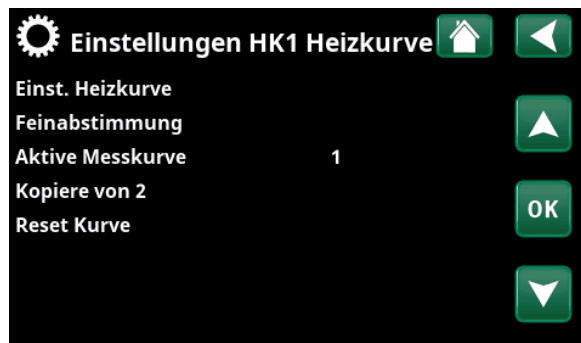 Einstellungen HK1 Heizkurve
Einst. Heizkurve
Feinabstimmung
Aktive Messkurve 1
Kopiere von 2
OK
Reset Kurve